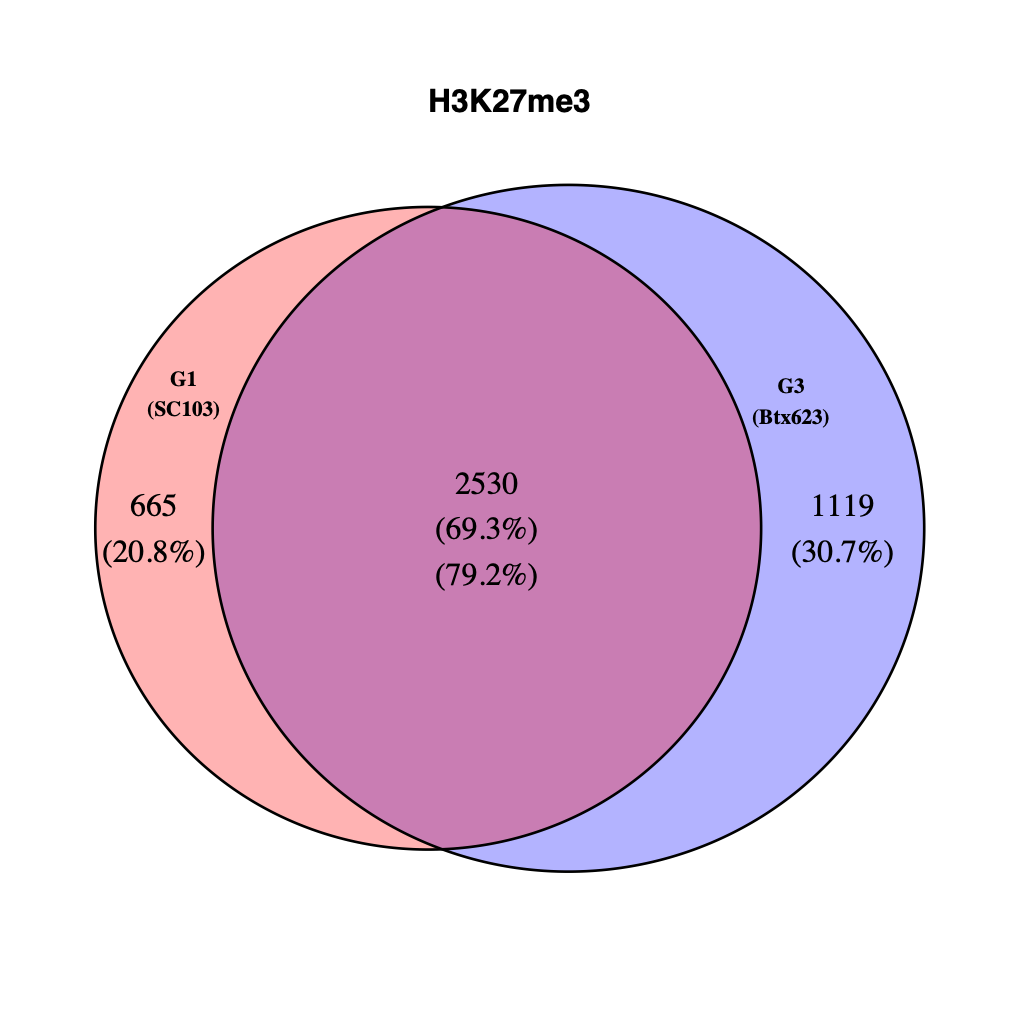 H3K27me3
G1
(SC103)
G3
(Btx623)
665
(20.8%)
2530
(69.3%)
(79.2%)
1119
(30.7%)